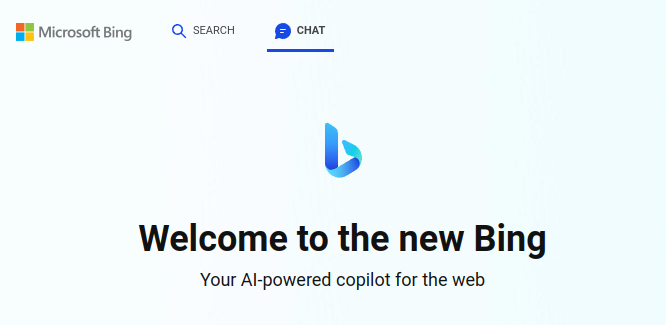 Microsoft Bing SEARCH CHAT
Welcome to the new Bing
Your AI-powered copilot for the web